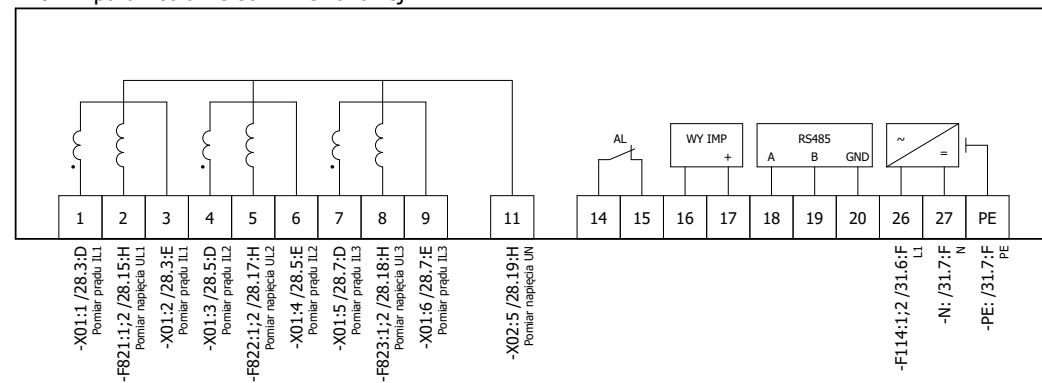 AL
WY IMP
+
RS485
A B GND
~
=
1 2 3 4 5 6 7 8 9 11 14 15 16 17 18 19 20 26 27 PE
-X01:1 /28.3:D
Pomiar prądu IL1
-F821:1;2 /28.15:H
Pomiar napięcia UL1
-X01:2 /28.3:E
Pomiar prądu IL1
-X01:3 /28.5:D
Pomiar prądu IL2
-F822:1;2 /28.17:H
Pomiar napięcia UL2
-X01:4 /28.5:E
Pomiar prądu IL2
-X01:5 /28.7:D
Pomiar prądu IL3
-F823:1;2 /28.18:H
Pomiar napięcia UL3
-X01:6 /28.7:E
Pomiar prądu IL3
-X02:5 /28.19:H
Pomiar napięcia UN
-F114:1;2 /31.6:F
L1
-N: /31.7:F
N
-PE: /31.7:F
PE